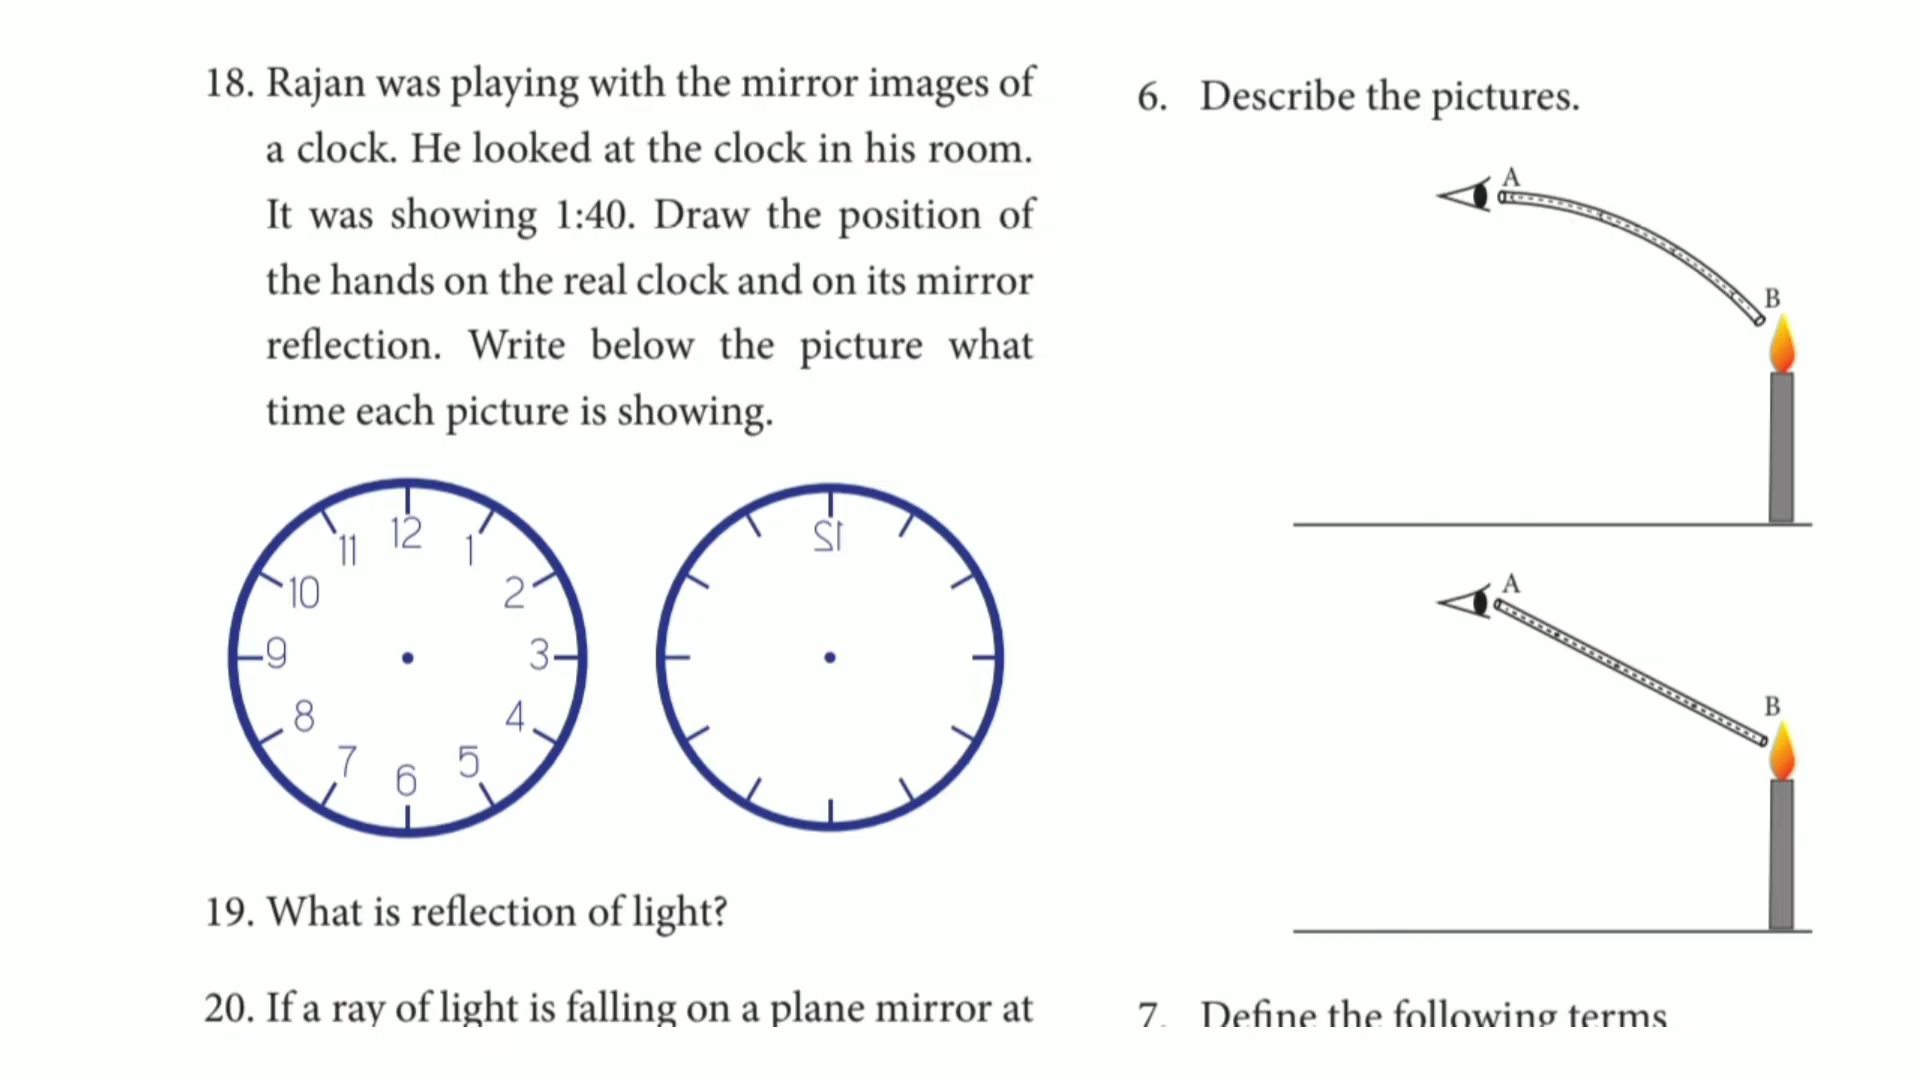 18. Rajan was playing with the mirror images of
a clock. He looked at the clock in his room.
It was showing 1:40. Draw the position of
the hands on the real clock and on its mirror
reflection. Write below the picture what
time each picture is showing.
12
11 1
10 2
9 3
8 4
7 5
6
12
19. What is reflection of light?
20. If a ray of light is falling on a plane mirror at
6. Describe the pictures.
A
B
A
B
7. Define the following terms